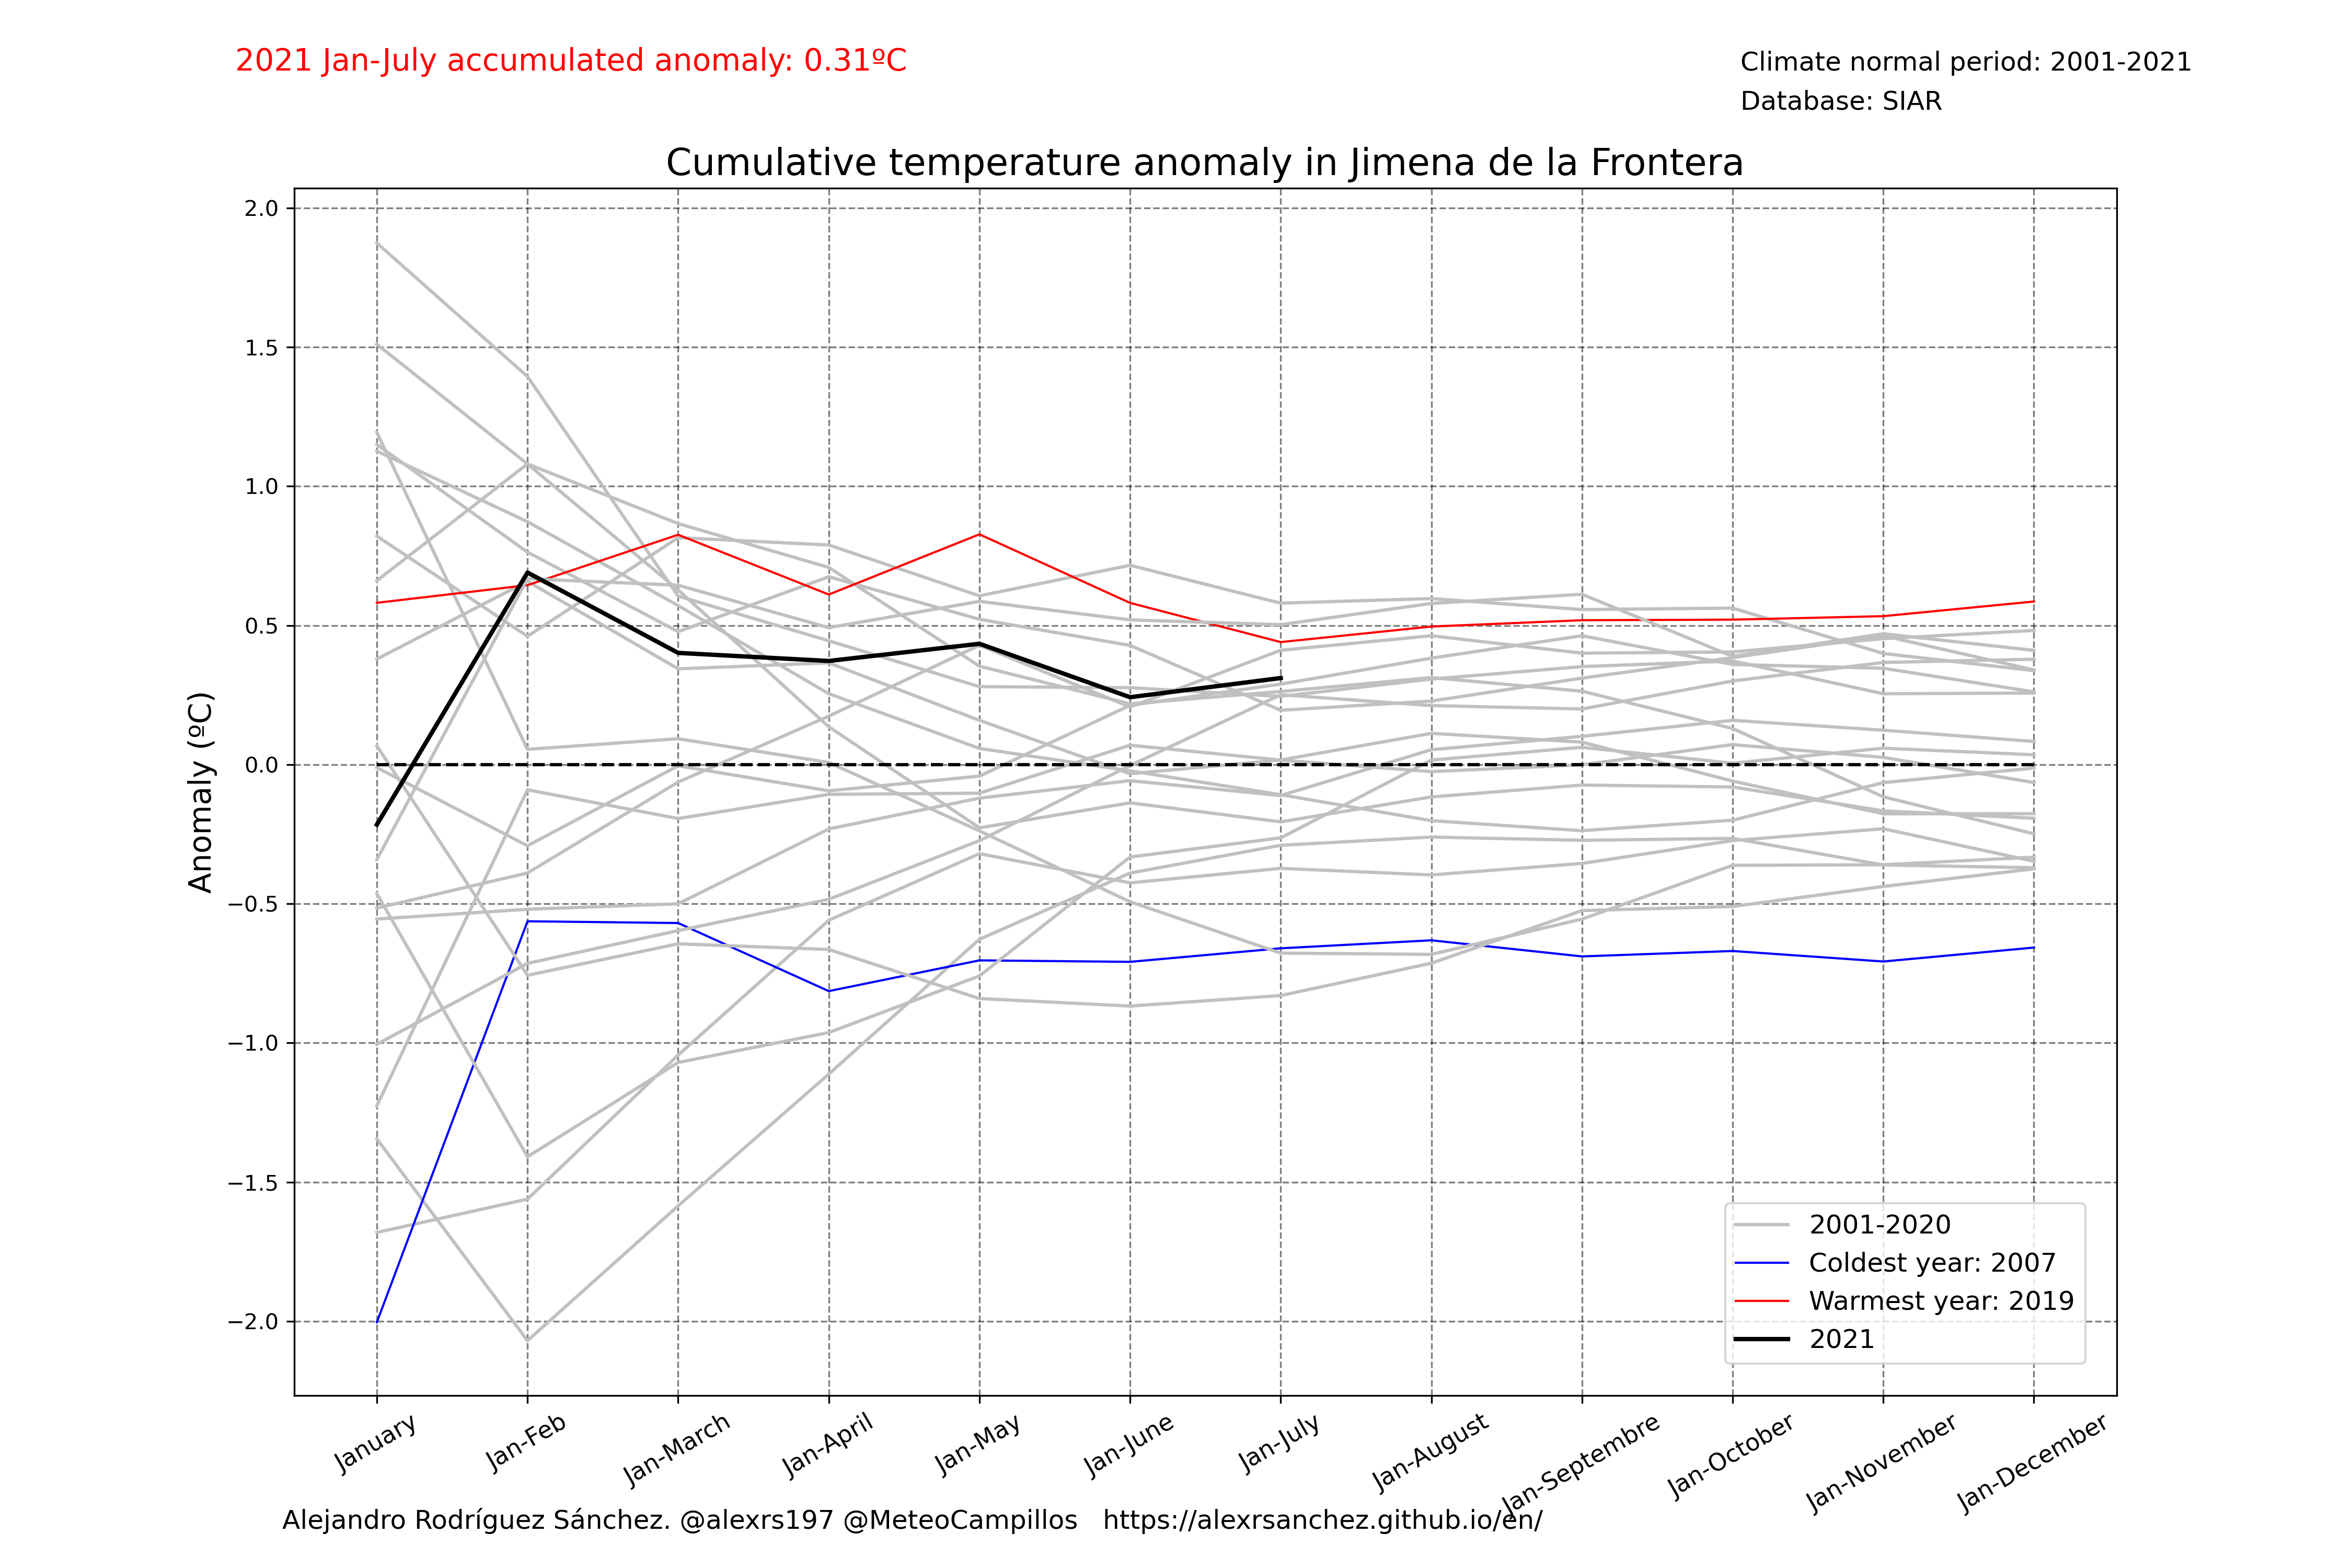 2021 Jan-July accumulated anomaly: 0.31ºC
Climate normal period: 2001-2021
Database: SIAR
Cumulative temperature anomaly in Jimena de la Frontera
Anomaly (ºC)
2.0
1.5
1.0
0.5
0.0
−0.5
−1.0
−1.5
−2.0
2001-2020
Coldest year: 2007
Warmest year: 2019
2021
January
Jan-Feb
Jan-March
Jan-April
Jan-May
Jan-June
Jan-July
Jan-August
Jan-Septembre
Jan-October
Jan-November
Jan-December
Alejandro Rodríguez Sánchez. @alexrs197 @MeteoCampillos https://alexrsanchez.github.io/en/